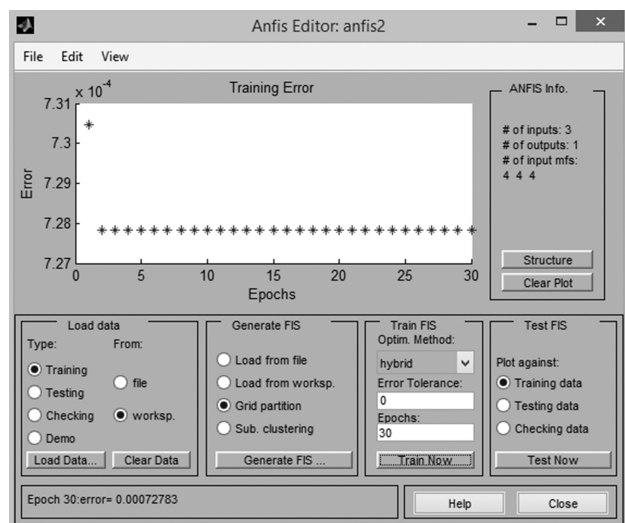 Anfis Editor: anfis2
File Edit View
Training Error
x 10-4
7.31
7.3
7.29
7.28
7.27
Error
0 5 10 15 20 25 30
Epochs
ANFIS Info.
# of inputs: 3
# of outputs: 1
# of input mfs:
4 4 4
Structure
Clear Plot
Load data
Type: From:
Training
Testing
Checking
Demo
file
worksp.
Load Data... Clear Data
Generate FIS
Load from file
Load from worksp.
Grid partition
Sub. clustering
Generate FIS ...
Train FIS
Optim. Method:
hybrid
Error Tolerance:
0
Epochs:
30
Train Now
Test FIS
Plot against:
Training data
Testing data
Checking data
Test Now
Epoch 30:error= 0.00072783
Help Close